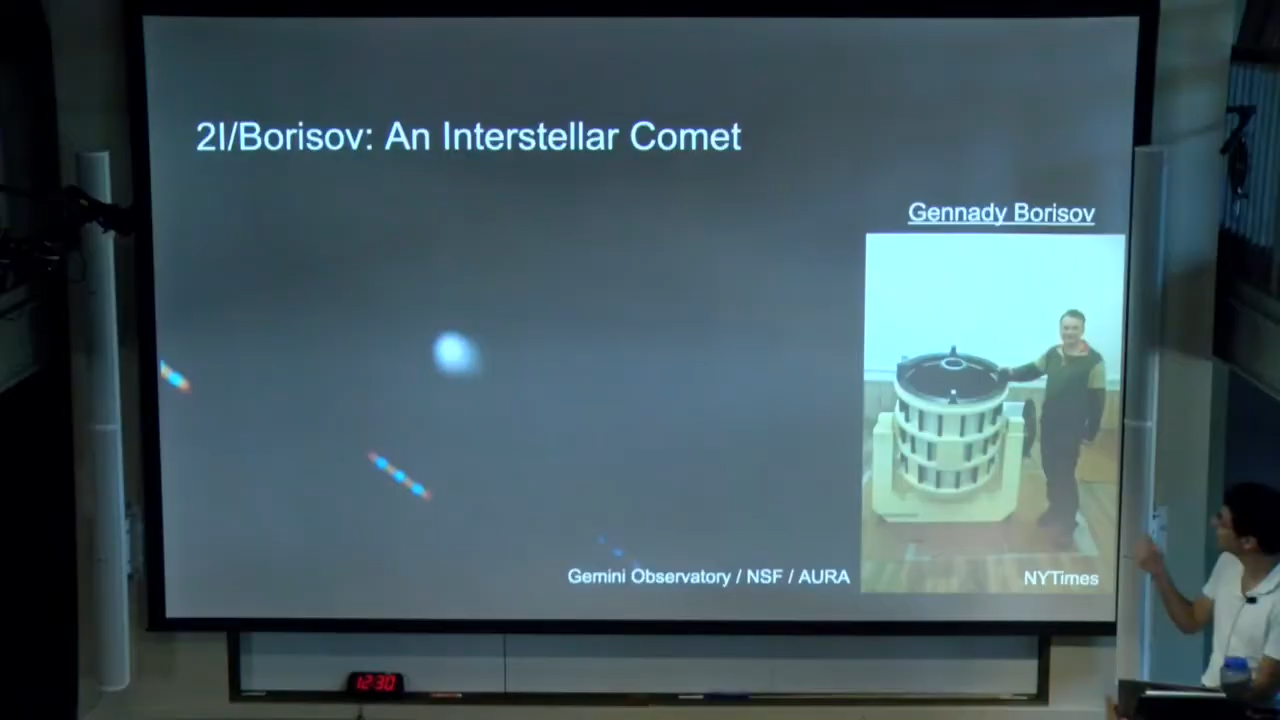 2I/Borisov: An Interstellar Comet
Gennady Borisov
Gemini Observatory / NSF / AURA
NYTimes
12:30